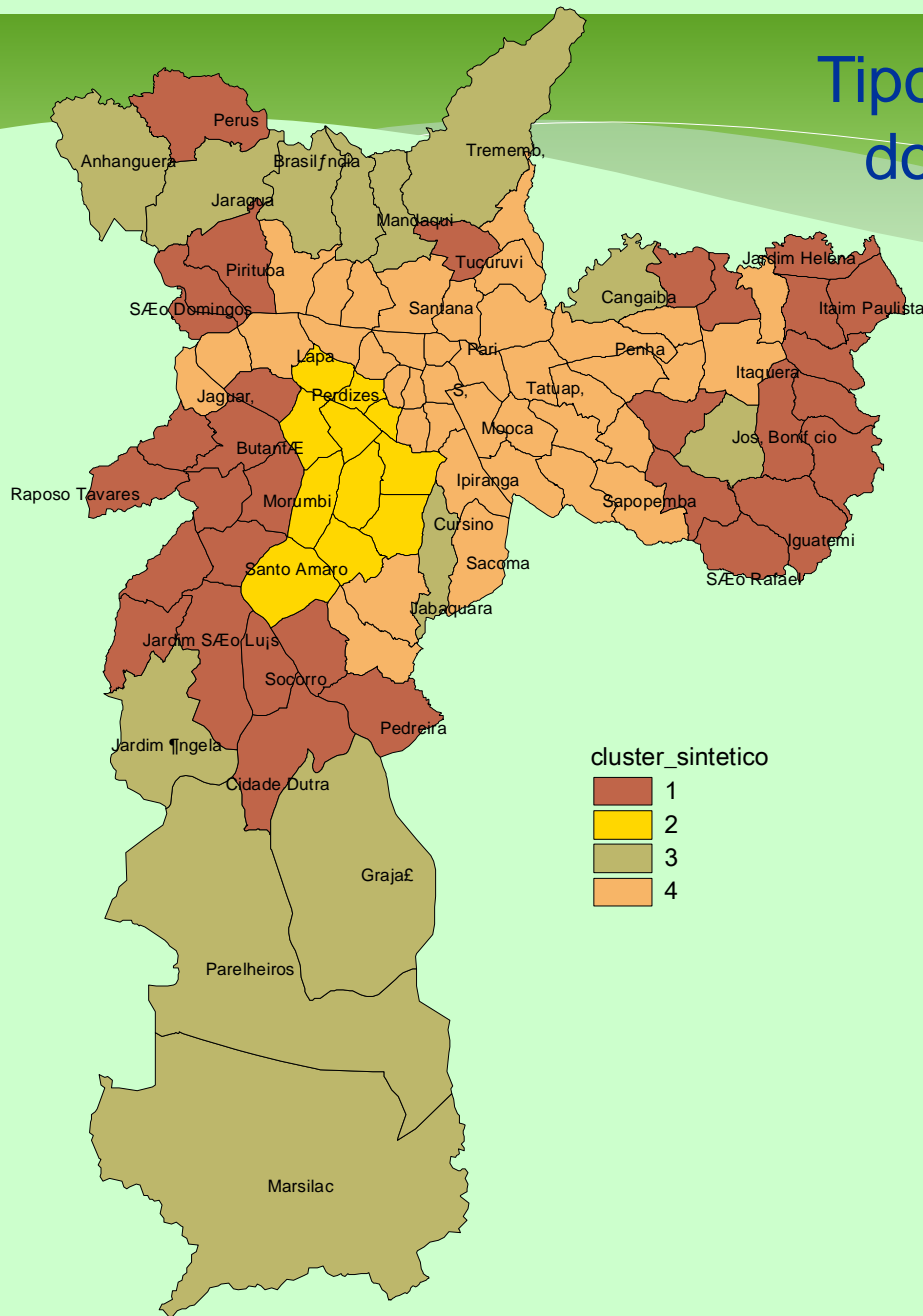 Tipo
do
Perus
Anhanguera
Brasilƒndia
Trememb,
Jaragua
Mandaqui
Tucuruvi
Jardim Helena
Pirituba
Cangaiba
SÆo Domingos
Santana
Itaim Paulista
Lapa
Pari
Penha
Itaquera
Jaguar,
Perdizes
S,
Tatuap,
Mooca
Jos, Bonif cio
ButantÆ
Raposo Tavares
Morumbi
Ipiranga
Sapopemba
Cursino
Iguatemi
Santo Amaro
Sacoma
SÆo Rafael
Jabaquara
Jardim SÆo Lu¡s
Socorro
Pedreira
Jardim ¶ngela
Cidade Dutra
cluster_sintetico
1
2
3
4
Graja£
Parelheiros
Marsilac